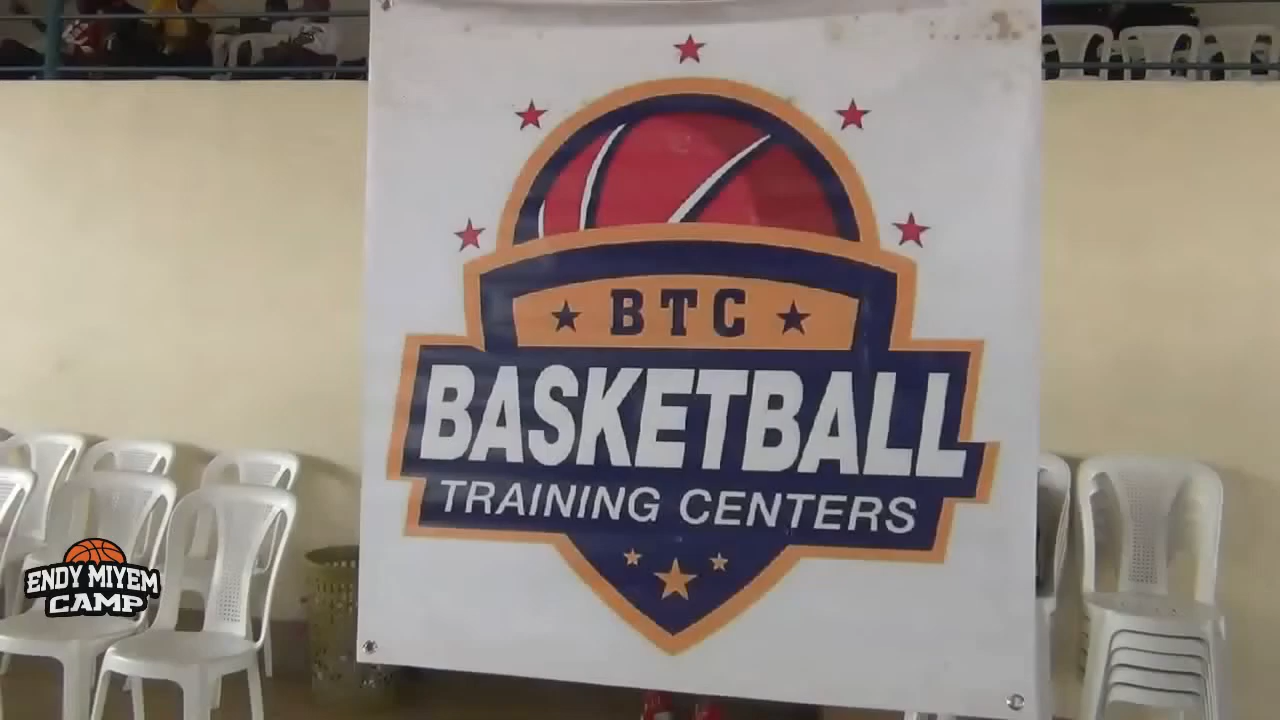 BTC
BASKETBALL
TRAINING CENTERS
ENDY MIYEM
CAMP